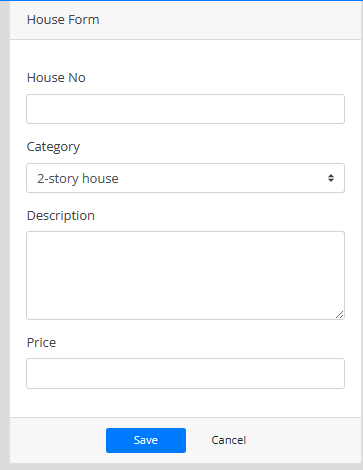 House Form
House No
Category
2-story house
Description
Price
Save Cancel